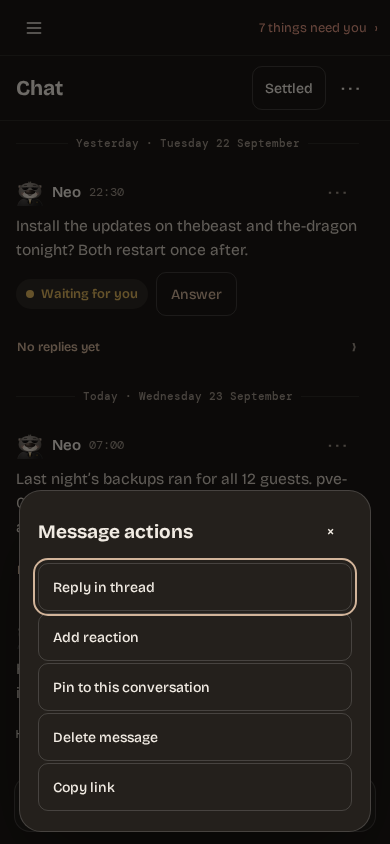 7 things need you ›
Chat
Settled
...
Yesterday · Tuesday 22 September
Neo 22:30
...
Install the updates on thebeast and the-dragon
tonight? Both restart once after.
Waiting for you
Answer
No replies yet
Today · Wednesday 23 September
Neo 07:00
...
Last night's backups ran for all 12 guests. pve-
Message actions
×
Reply in thread
Add reaction
Pin to this conversation
Delete message
Copy link